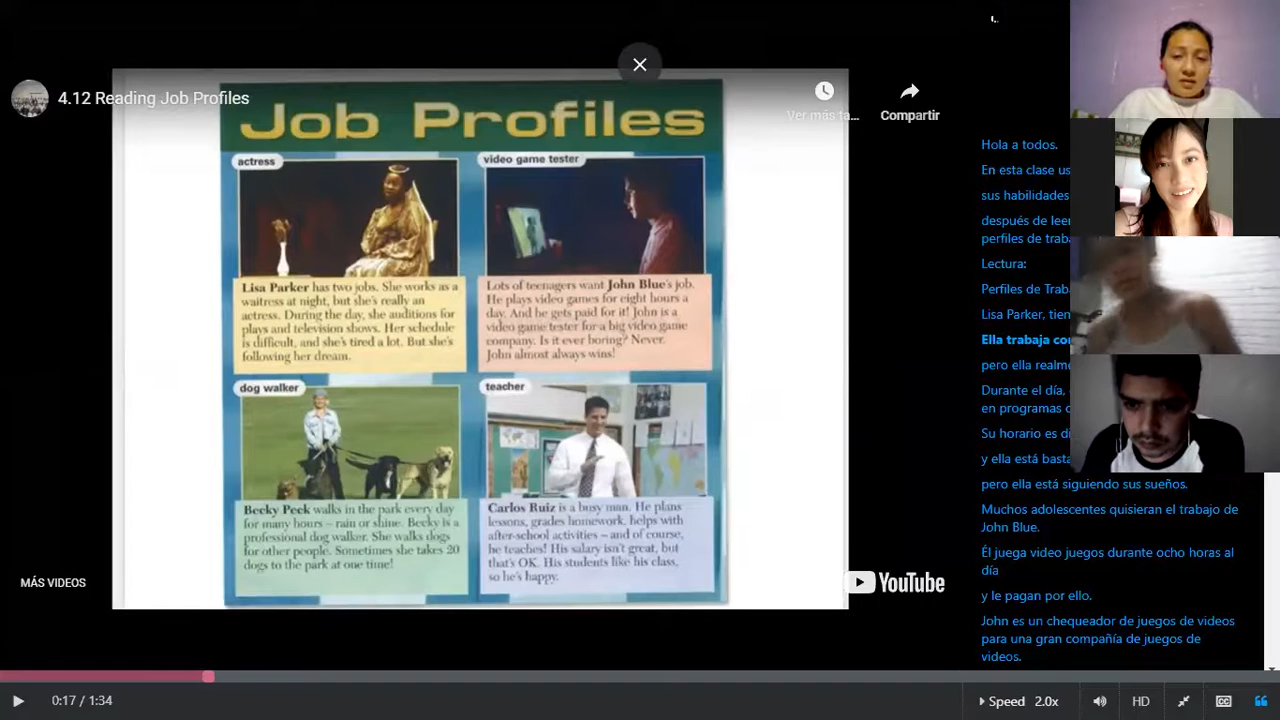 4.12 Reading Job Profiles
Ver más ta...
Compartir
Job Profiles
actress
Lisa Parker has two jobs. She works as a
waitress at night, but she's really an
actress. During the day, she auditions for
plays and television shows. Her schedule
is difficult, and she's tired a lot. But she's
following her dream.
video game tester
Lots of teenagers want John Blue's job.
He plays video games for eight hours a
day. And he gets paid for it! John is a
video game tester for a big video game
company. Is it ever boring? Never.
John almost always wins!
dog walker
Becky Peek walks in the park every day
for many hours – rain or shine. Becky is a
professional dog walker. She walks dogs
for other people. Sometimes she takes 20
dogs to the park at one time!
teacher
Carlos Ruiz is a busy man. He plans
lessons, grades homework, helps with
after-school activities – and of course,
he teaches! His salary isn't great, but
that's OK. His students like his class,
so he's happy.
MÁS VIDEOS
YouTube
Hola a todos.
En esta clase us
sus habilidades
después de leer
perfiles de traba
Lectura:
Perfiles de Trab
Lisa Parker, tien
Ella trabaja con
pero ella realme
Durante el día,
en programas
Su horario es di
y ella está basta
pero ella está siguiendo sus sueños.
Muchos adolescentes quisieran el trabajo de
John Blue.
Él juega video juegos durante ocho horas al
día
y le pagan por ello.
John es un chequeador de juegos de videos
para una gran compañía de juegos de
videos.
0:17 / 1:34
Speed 2.0x
HD
CC